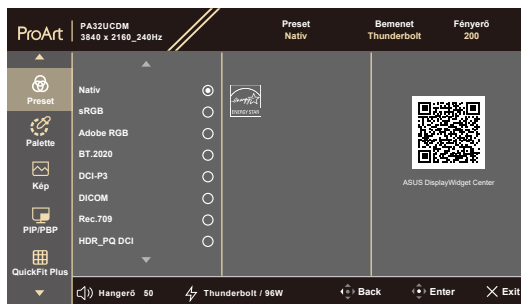 ProArt
PA32UCDM
3840 x 2160_240Hz
Preset
Natív
Bemenet
Thunderbolt
Fényerő
200
Preset
Palette
Kép
PIP/PBP
QuickFit Plus
Natív
sRGB
Adobe RGB
BT.2020
DCI-P3
DICOM
Rec.709
HDR_PQ DCI
energy
ENERGY STAR
ASUS DisplayWidget Center
Hangerő 50
Thunderbolt / 96W
Back
Enter
Exit